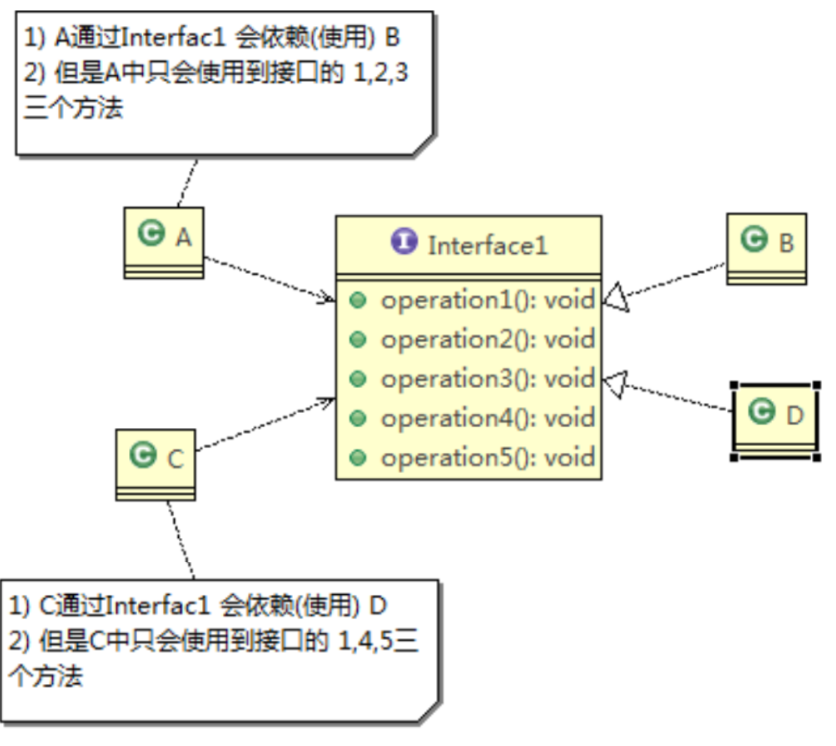 1) A通过Interfac1 会依赖(使用) B
2) 但是A中只会使用到接口的 1,2,3
三个方法
C A
I Interface1
C B
operation1(): void
operation2(): void
operation3(): void
operation4(): void
operation5(): void
C D
C C
1) C通过Interfac1 会依赖(使用) D
2) 但是C中只会使用到接口的 1,4,5三
个方法